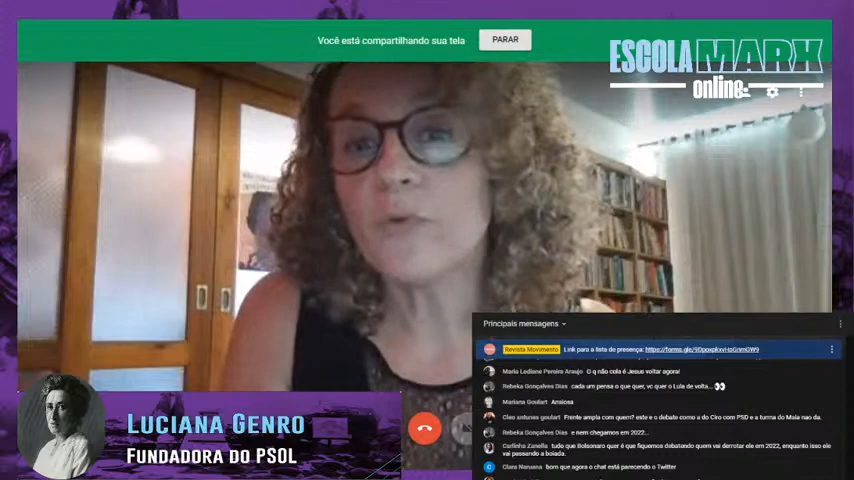 Você está compartilhando sua tela
PARAR
ESCOLA MARX
online
Principais mensagens
Revista Movimento Link para a lista de presença:
Maria Lediane Pereira Araujo O q não cola é Jesus voltar agora!
Rebeka Gonçalves Dias cada um pensa o que quer, vc quer o Lula de volta... 👀
Mariana Goulart Ansiosa
Cleo antunes goulart Frente ampla com quem? este e o debate como a do Ciro com PSD e a turma do Maia nao da.
Rebeka Gonçalves Dias e nem chegamos em 2022...
Carlinha Zanella tudo que Bolsonaro quer é que fiquemos debatando quem vai derrotar ele em 2022, enquanto isso ele
vai passando a boiada.
C Clara Naruana bom que agora o chat está parecendo o Twitter
LUCIANA GENRO
FUNDADORA DO PSOL